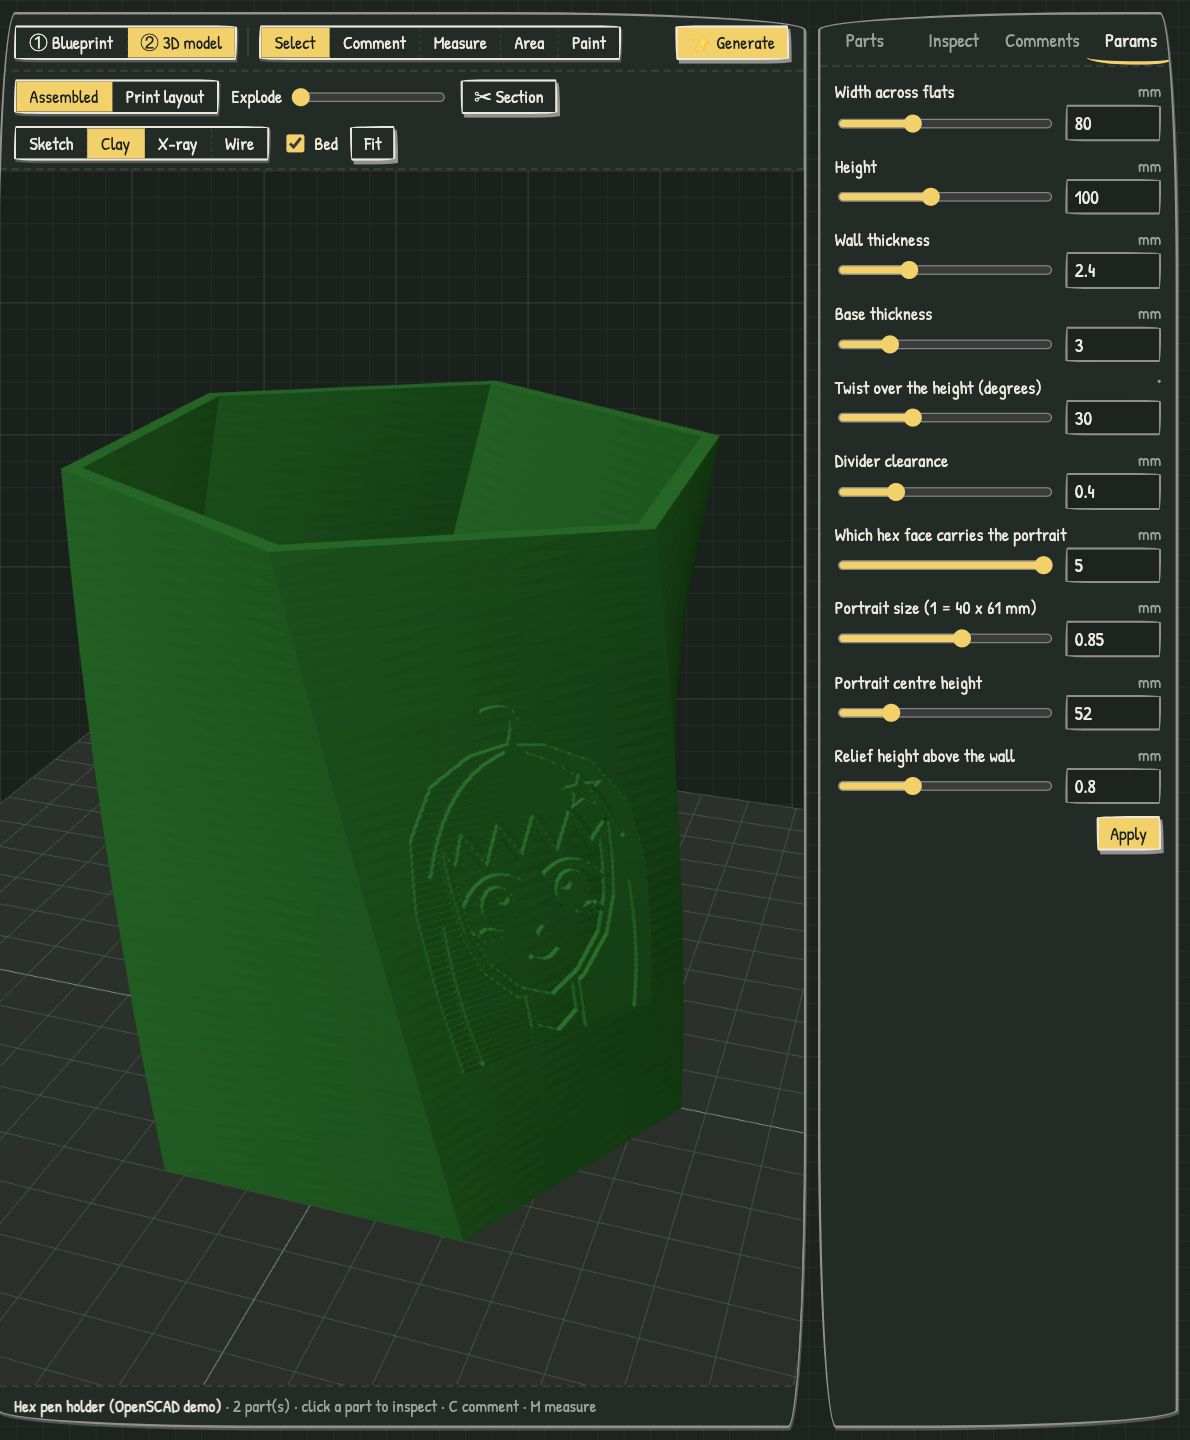 ① Blueprint ② 3D model Select Comment Measure Area Paint ✨ Generate
Assembled Print layout Explode ✂ Section
Sketch Clay X-ray Wire Bed Fit
Hex pen holder (OpenSCAD demo) · 2 part(s) · click a part to inspect · C comment · M measure
Parts Inspect Comments Params
Width across flats mm
80
Height mm
100
Wall thickness mm
2.4
Base thickness mm
3
Twist over the height (degrees) °
30
Divider clearance mm
0.4
Which hex face carries the portrait mm
5
Portrait size (1 = 40 x 61 mm) mm
0.85
Portrait centre height mm
52
Relief height above the wall mm
0.8
Apply